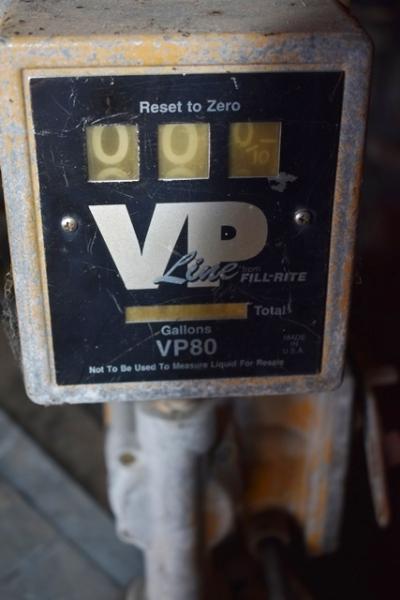 Reset to Zero
0 0 0/10
VP
Line from FILL-RITE
Total
Gallons
VP80
MADE IN U.S.A.
Not To Be Used To Measure Liquid For Resale